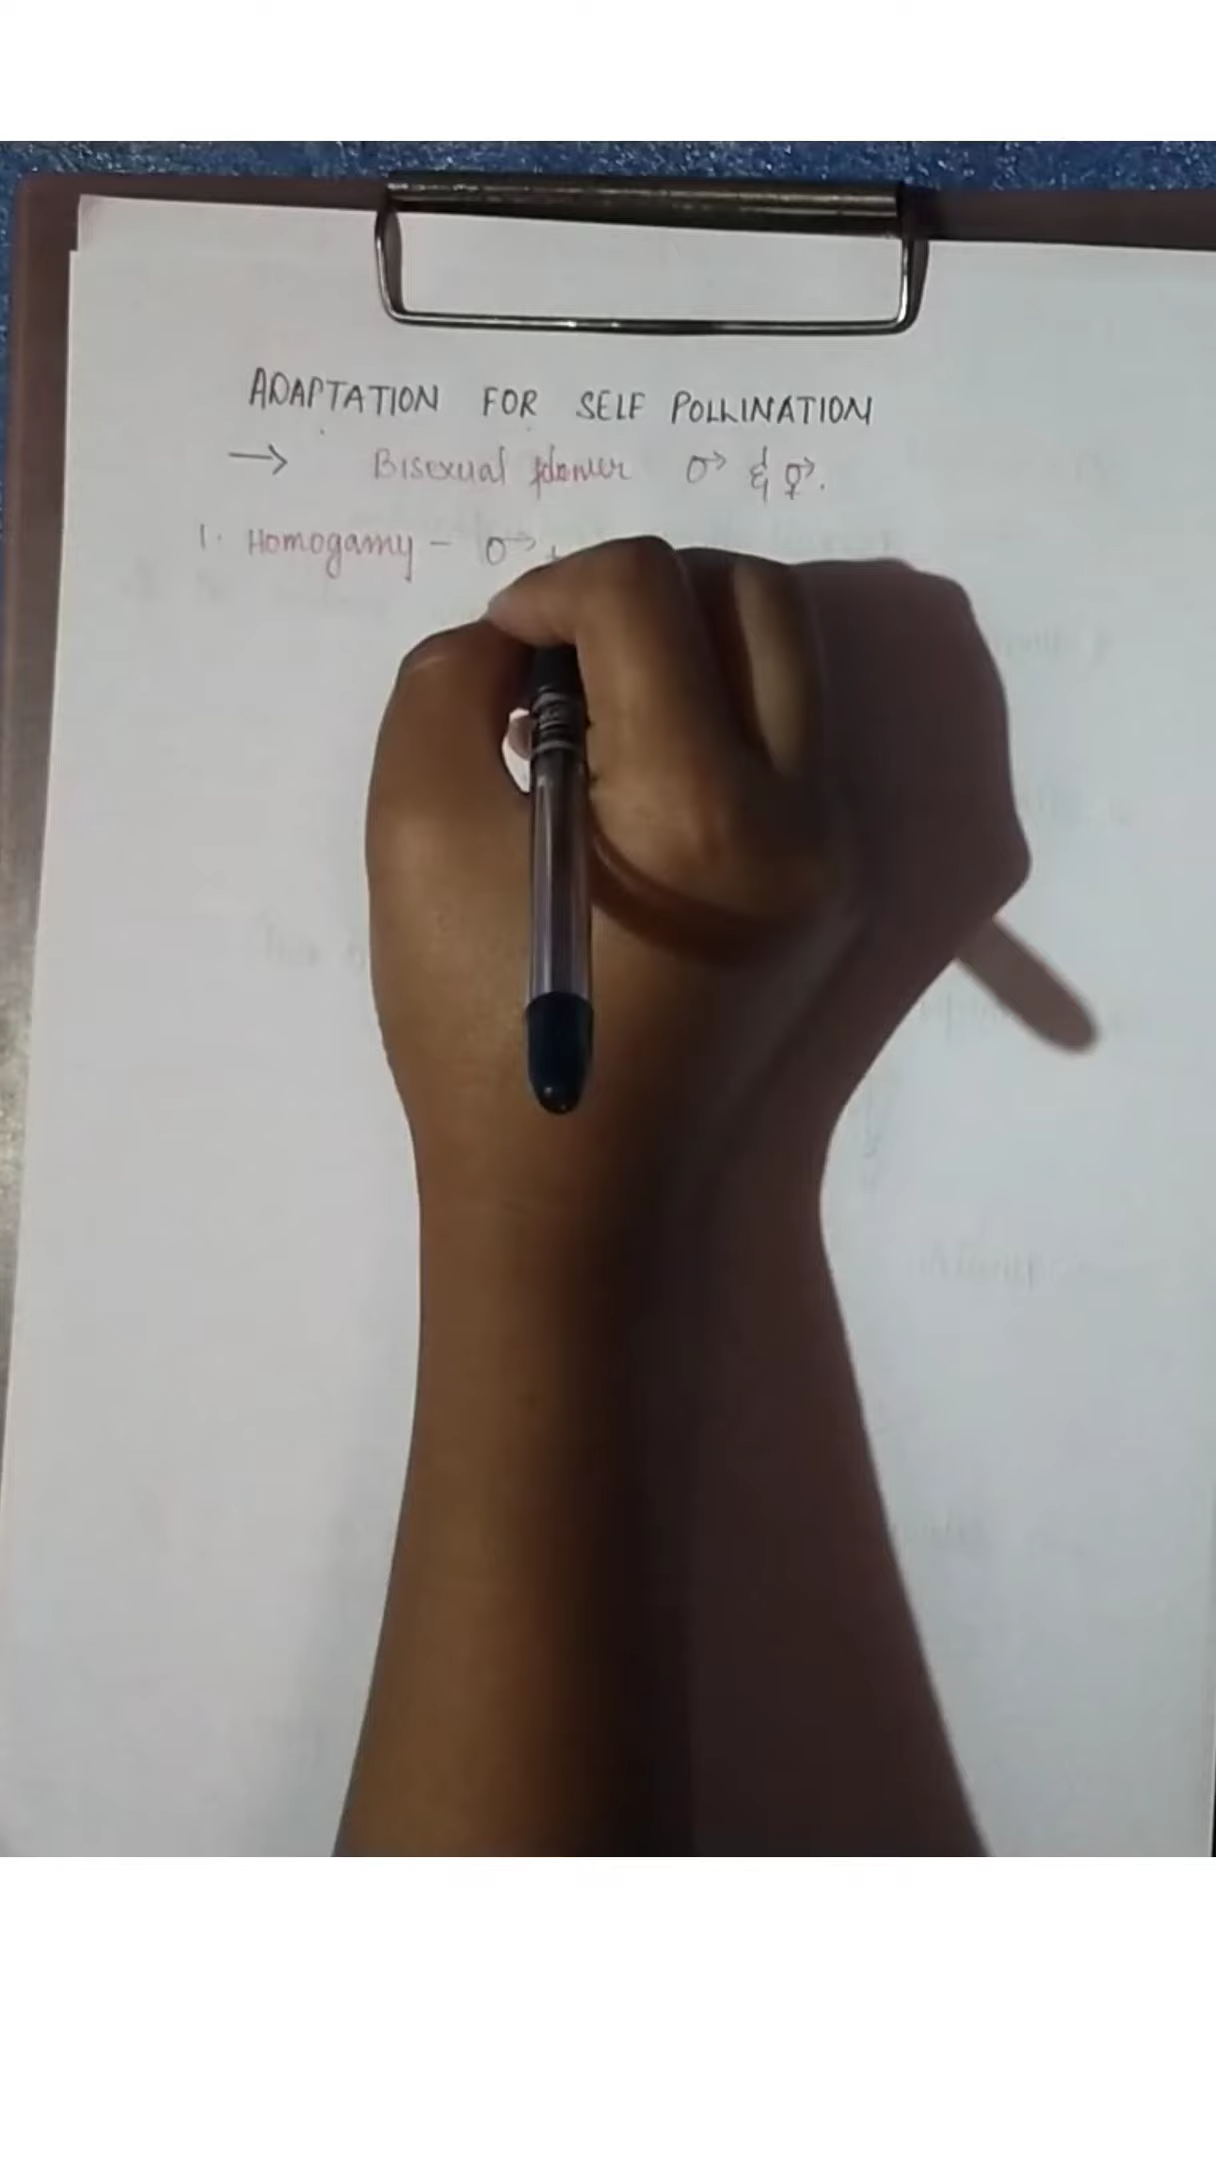 ADAPTATION FOR SELF POLLINATION
→ Bisexual flower ♂ & ⚥.
1. Homogamy - ♂ +